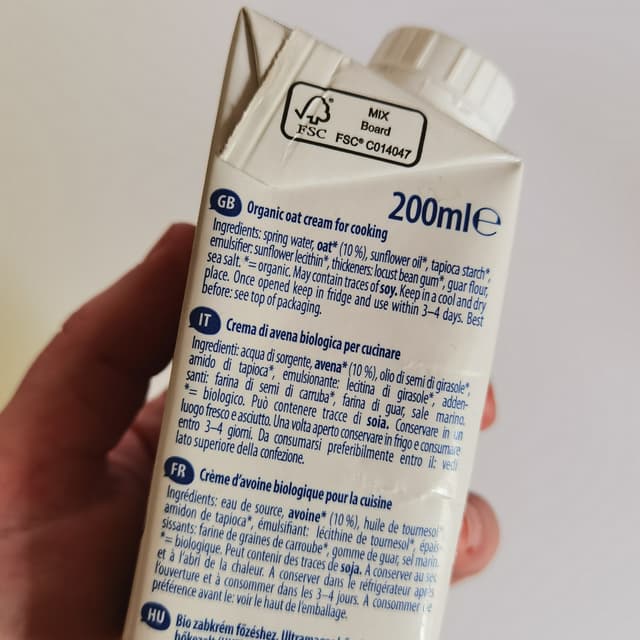 MIX
Board
FSC FSC® C014047
200ml℮
GB Organic oat cream for cooking
Ingredients: spring water, oat* (10 %), sunflower oil*, tapioca starch*,
emulsifier: sunflower lecithin*, thickeners: locust bean gum*, guar flour,
sea salt. *= organic. May contain traces of soy. Keep in a cool and dry
place. Once opened keep in fridge and use within 3–4 days. Best
before: see top of packaging.
IT Crema di avena biologica per cucinare
Ingredienti: acqua di sorgente, avena* (10 %), olio di semi di girasole*,
amido di tapioca*, emulsionante: lecitina di girasole*, adden-
santi: farina di semi di carruba*, farina di guar, sale marino.
*= biologico. Può contenere tracce di soia. Conservare in un
luogo fresco e asciutto. Una volta aperto conservare in frigo e consumare
entro 3–4 giorni. Da consumarsi preferibilmente entro il: vedi
lato superiore della confezione.
FR Crème d'avoine biologique pour la cuisine
Ingrédients: eau de source, avoine* (10 %), huile de tournesol*,
amidon de tapioca*, émulsifiant: lécithine de tournesol*, épais-
sissants: farine de graines de carroube*, gomme de guar, sel marin.
*= biologique. Peut contenir des traces de soja. A conserver au sec
et à l'abri de la chaleur. A conserver dans le réfrigérateur après
l'ouverture et à consommer dans les 3–4 jours. A consommer de
préférence avant le: voir le haut de l'emballage.
HU Bio zabkrém főzéshez.